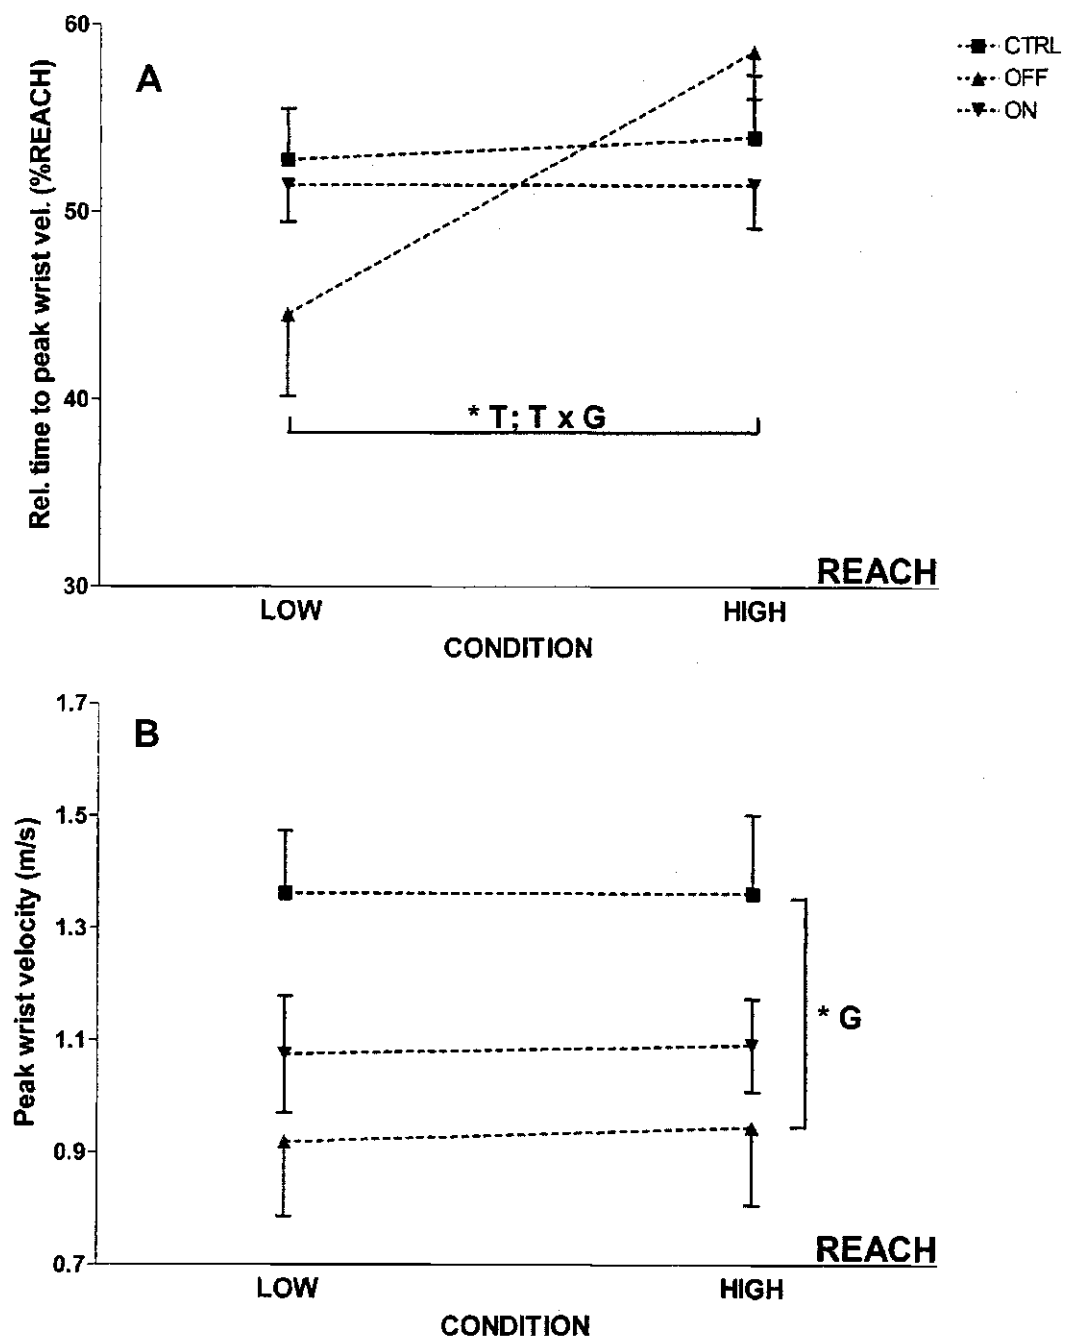 60
A
CTRL
OFF
ON
50
40
30
Rel. time to peak wrist vel. (%REACH)
* T; T x G
REACH
LOW
HIGH
CONDITION
1.7
B
1.5
1.3
1.1
0.9
0.7
Peak wrist velocity (m/s)
* G
REACH
LOW
HIGH
CONDITION